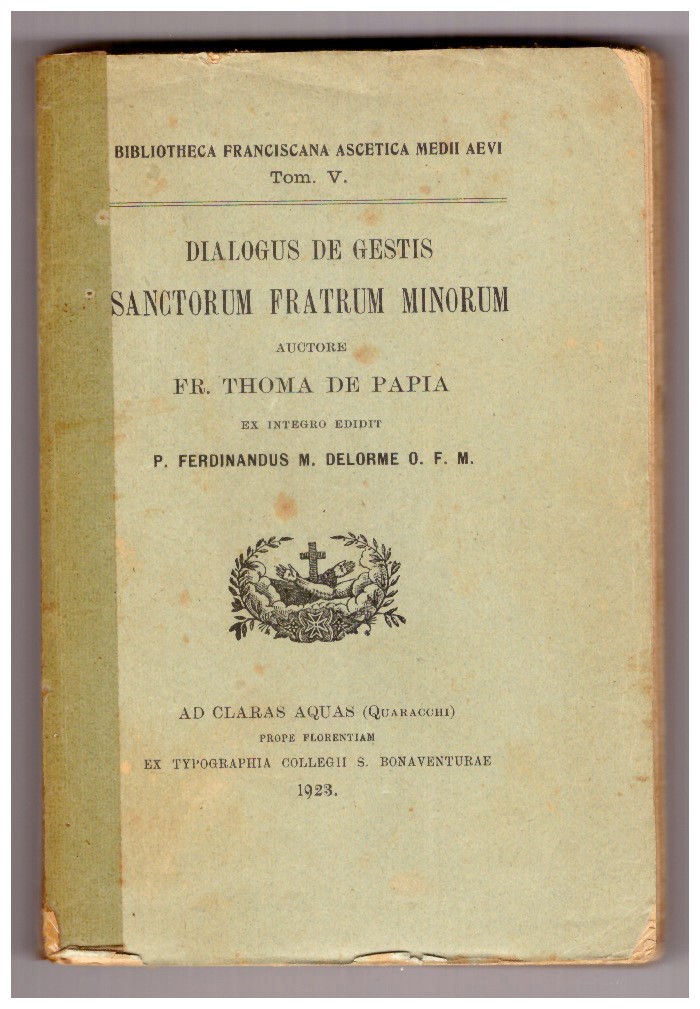 BIBLIOTHECA FRANCISCANA ASCETICA MEDII AEVI
Tom. V.
DIALOGUS DE GESTIS
SANCTORUM FRATRUM MINORUM
AUCTORE
FR. THOMA DE PAPIA
EX INTEGRO EDIDIT
P. FERDINANDUS M. DELORME O. F. M.
AD CLARAS AQUAS (QUARACCHI)
PROPE FLORENTIAM
EX TYPOGRAPHIA COLLEGII S. BONAVENTURAE
1923.